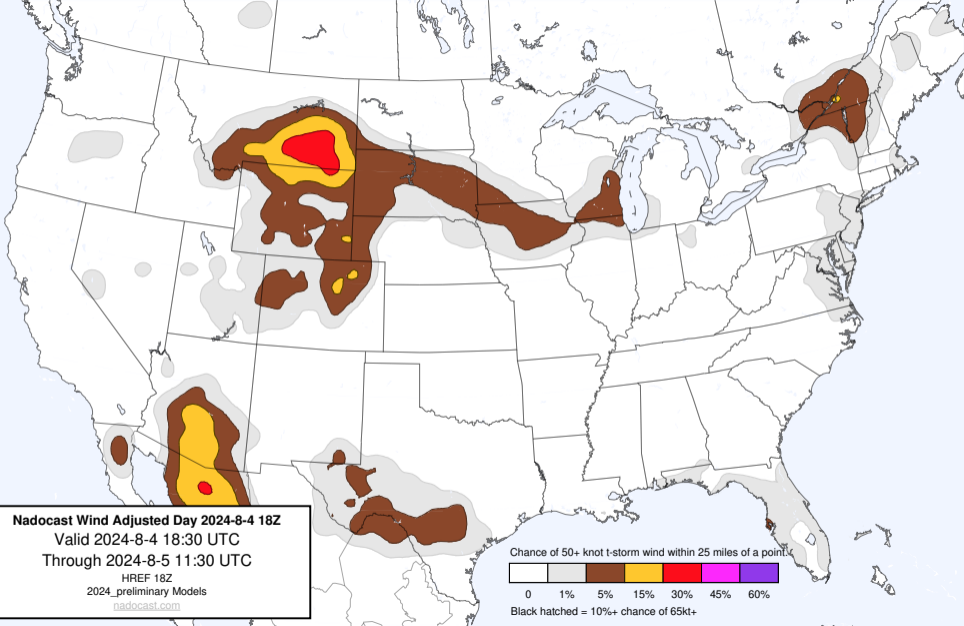 Nadocast Wind Adjusted Day 2024-8-4 18Z
Valid 2024-8-4 18:30 UTC
Through 2024-8-5 11:30 UTC
HREF 18Z
2024_preliminary Models
nadocast.com
Chance of 50+ knot t-storm wind within 25 miles of a point.
0 1% 5% 15% 30% 45% 60%
Black hatched = 10%+ chance of 65kt+